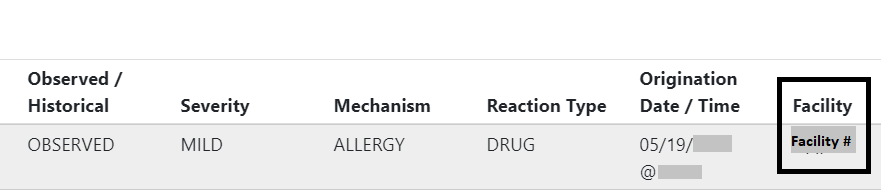 Observed / Historical
Severity
Mechanism
Reaction Type
Origination Date / Time
Facility
OBSERVED
MILD
ALLERGY
DRUG
05/19/
@
Facility #